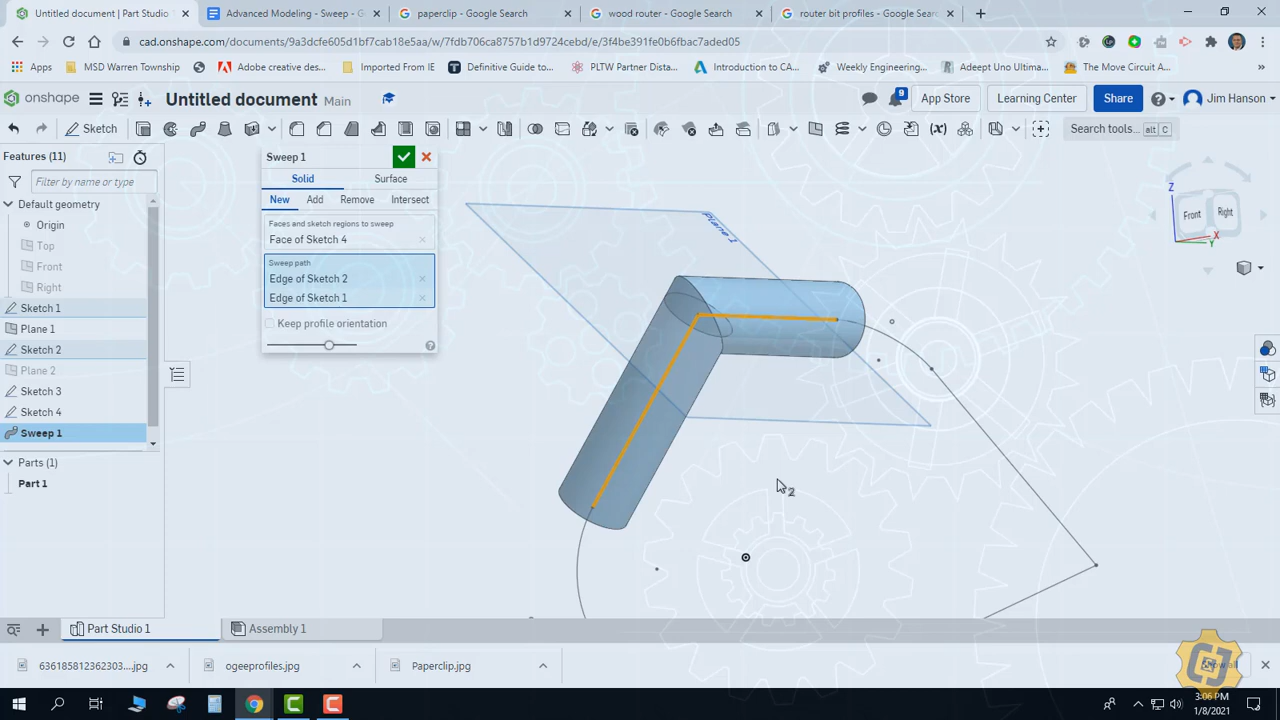 Untitled document | Part Studio 1
Advanced Modeling - Sweep - G
paperclip - Google Search
wood router - Google Search
router bit profiles - Google Sear
cad.onshape.com/documents/9a3dcfe605d1bf7cab18e5aa/w/7fdb706ca8757b1d9724cebd/e/3f4be391fe0b6fbac7aded05
Apps
MSD Warren Township
Adobe creative des...
Imported From IE
Definitive Guide to...
PLTW Partner Dista...
Introduction to CA...
Weekly Engineering...
Adeept Uno Ultima...
The Move Circuit A...
onshape
Untitled document
Main
9
App Store
Learning Center
Share
Jim Hanson
Sketch
Search tools...
alt
C
Features (11)
Filter by name or type
Default geometry
Origin
Top
Front
Right
Sketch 1
Plane 1
Sketch 2
Plane 2
Sketch 3
Sketch 4
Sweep 1
Parts (1)
Part 1
Sweep 1
Solid
Surface
New
Add
Remove
Intersect
Faces and sketch regions to sweep
Face of Sketch 4
Sweep path
Edge of Sketch 2
Edge of Sketch 1
Keep profile orientation
Plane 1
2
Z
Front
Right
X
Y
Part Studio 1
Assembly 1
636185812362303....jpg
ogeeprofiles.jpg
Paperclip.jpg
Show all
3:06 PM
1/8/2021